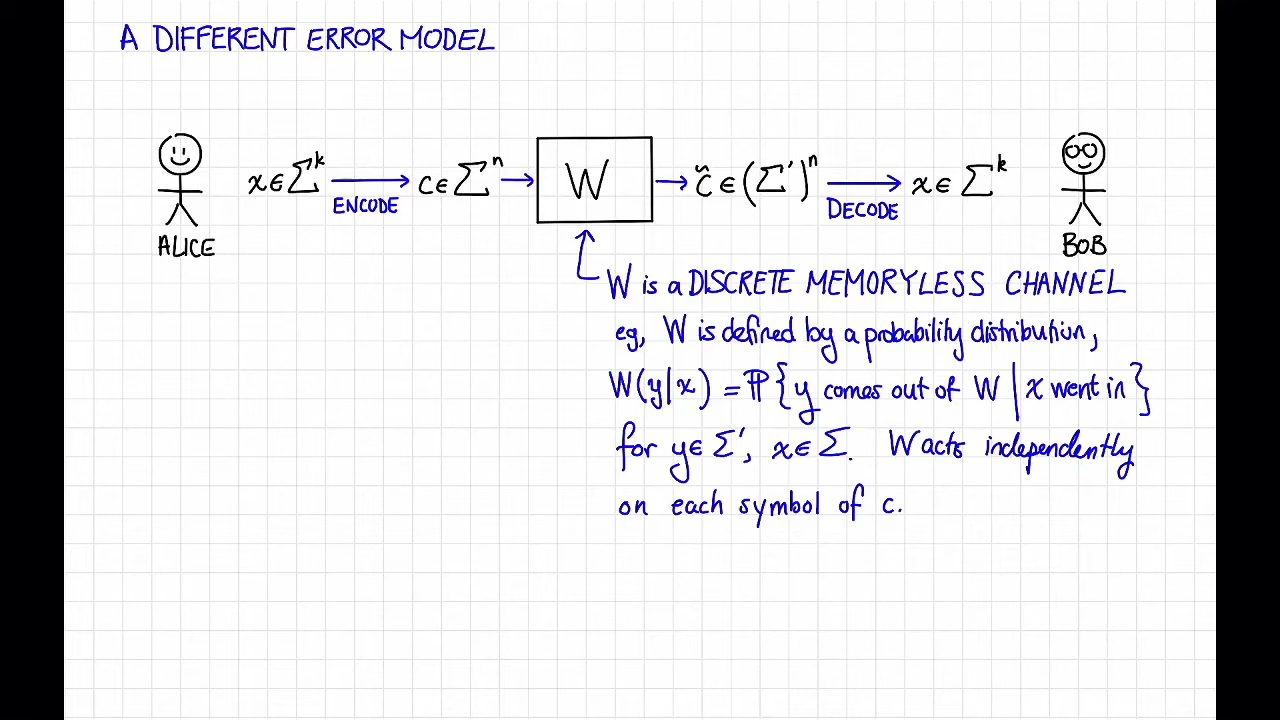 A DIFFERENT ERROR MODEL
x ∈ Σ^k ENCODE c ∈ Σ^n → W → c̃ ∈ (Σ')^n DECODE x ∈ Σ^k
ALICE BOB
W is a DISCRETE MEMORYLESS CHANNEL
eg, W is defined by a probability distribution,
W(y|x) = ℙ{y comes out of W | x went in}
for y ∈ Σ', x ∈ Σ. W acts independently
on each symbol of c.